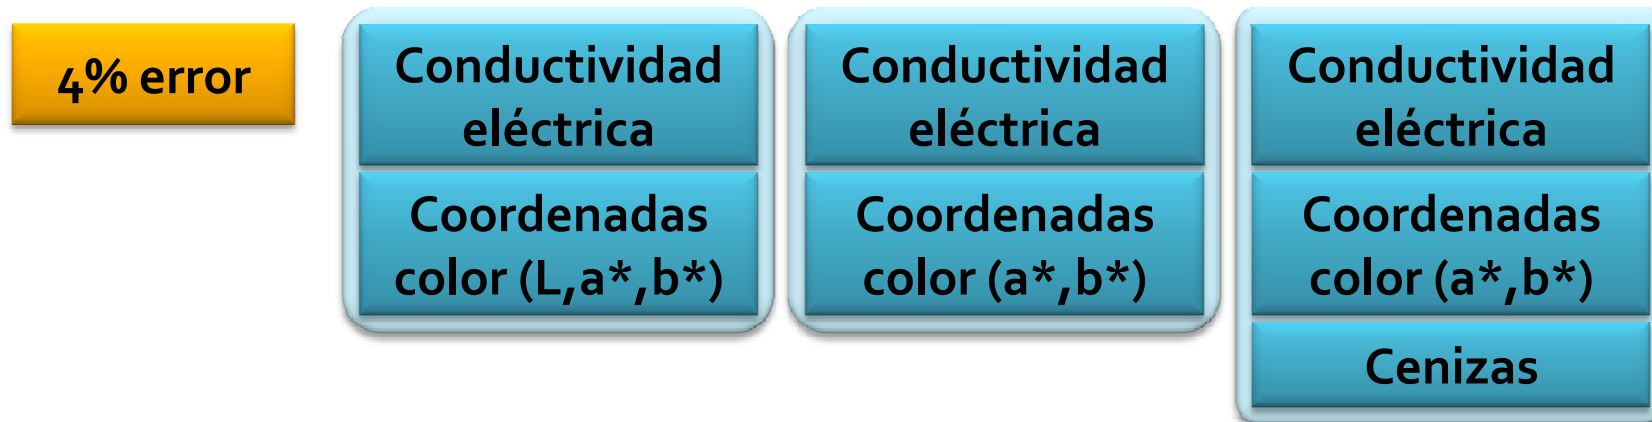 4% error
Conductividad
eléctrica
Coordenadas
color (L,a*,b*)
Conductividad
eléctrica
Coordenadas
color (a*,b*)
Conductividad
eléctrica
Coordenadas
color (a*,b*)
Cenizas